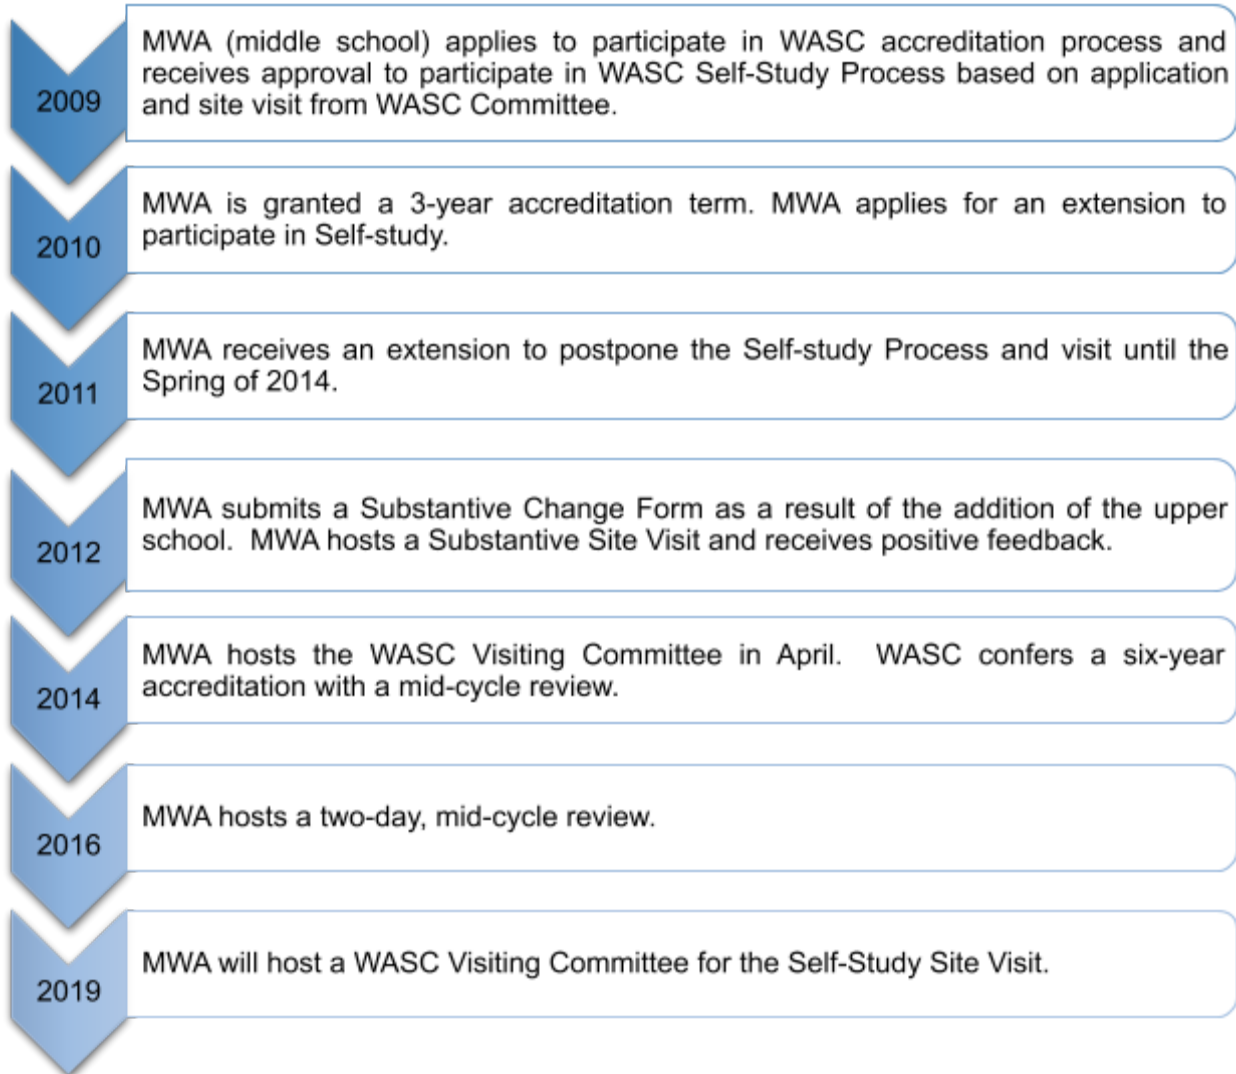 2009
MWA (middle school) applies to participate in WASC accreditation process and
receives approval to participate in WASC Self-Study Process based on application
and site visit from WASC Committee.
2010
MWA is granted a 3-year accreditation term. MWA applies for an extension to
participate in Self-study.
2011
MWA receives an extension to postpone the Self-study Process and visit until the
Spring of 2014.
2012
MWA submits a Substantive Change Form as a result of the addition of the upper
school.  MWA hosts a Substantive Site Visit and receives positive feedback.
2014
MWA hosts the WASC Visiting Committee in April.  WASC confers a six-year
accreditation with a mid-cycle review.
2016
MWA hosts a two-day, mid-cycle review.
2019
MWA will host a WASC Visiting Committee for the Self-Study Site Visit.